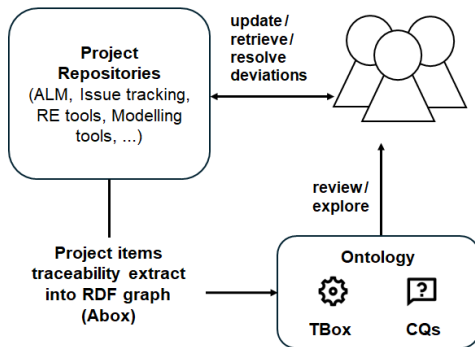 Project
Repositories
(ALM, Issue tracking,
RE tools, Modelling
tools, ...)
update/
retrieve/
resolve
deviations
review/
explore
Project items
traceability extract
into RDF graph
(Abox)
Ontology
?
TBox
CQs